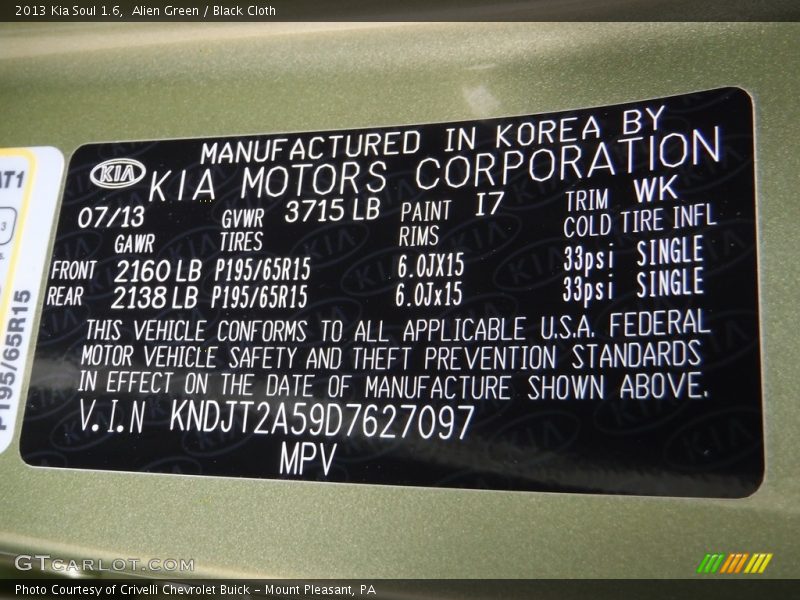 2013 Kia Soul 1.6,  Alien Green / Black Cloth
MANUFACTURED IN KOREA BY
KIA KIA MOTORS CORPORATION
07/13 GVWR 3715 LB PAINT I7 TRIM WK
GAWR TIRES RIMS COLD TIRE INFL
FRONT 2160 LB P195/65R15 6.0JX15 33psi SINGLE
REAR 2138 LB P195/65R15 6.0Jx15 33psi SINGLE
THIS VEHICLE CONFORMS TO ALL APPLICABLE U.S.A. FEDERAL
MOTOR VEHICLE SAFETY AND THEFT PREVENTION STANDARDS
IN EFFECT ON THE DATE OF MANUFACTURE SHOWN ABOVE.
V.I.N KNDJT2A59D7627097
MPV
P195/65R15
GTCARLOT.COM
Photo Courtesy of Crivelli Chevrolet Buick - Mount Pleasant, PA